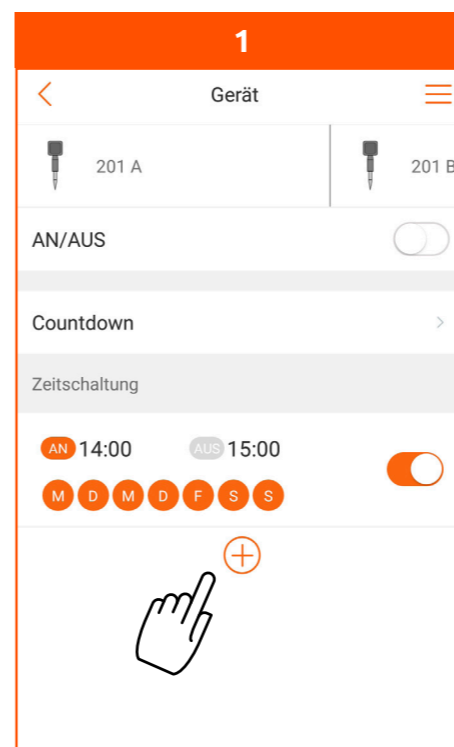 1
Gerät
201 A 201 B
AN/AUS
Countdown
Zeitschaltung
AN 14:00 AUS 15:00
M D M D F S S